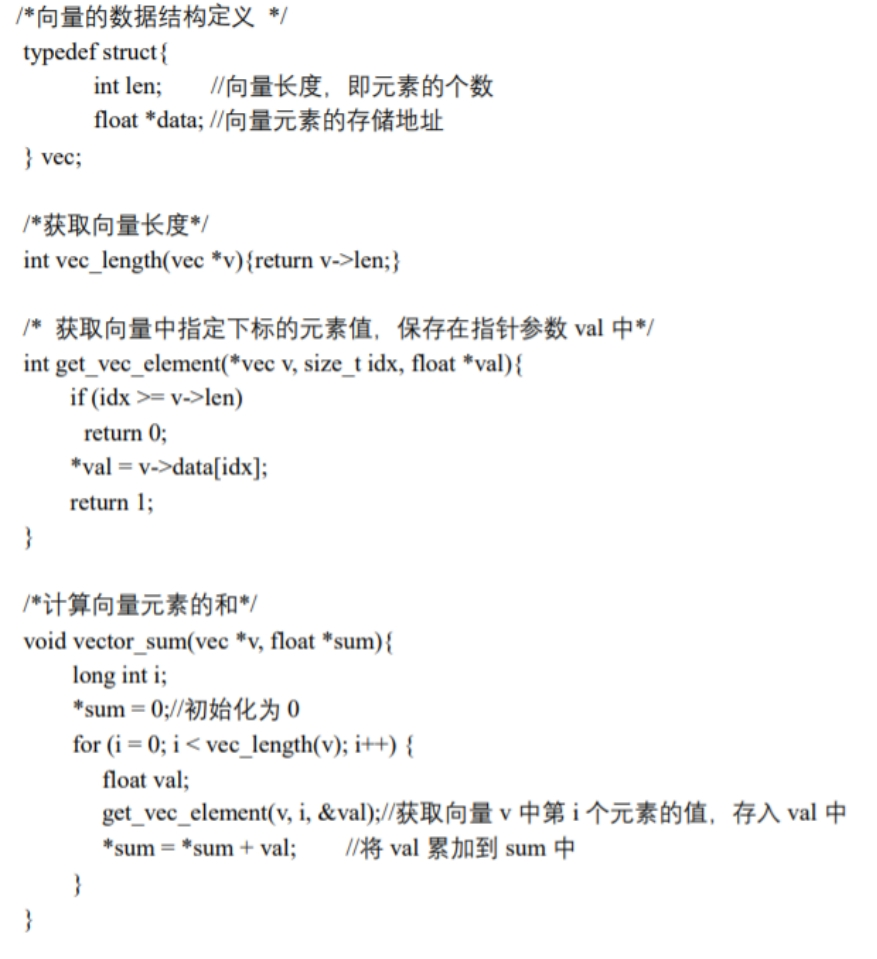 /*向量的数据结构定义 */
typedef struct{
int len; //向量长度，即元素的个数
float *data; //向量元素的存储地址
} vec;
/*获取向量长度*/
int vec_length(vec *v){return v->len;}
/* 获取向量中指定下标的元素值，保存在指针参数 val 中*/
int get_vec_element(*vec v, size_t idx, float *val){
if (idx >= v->len)
return 0;
*val = v->data[idx];
return 1;
}
/*计算向量元素的和*/
void vector_sum(vec *v, float *sum){
long int i;
*sum = 0;//初始化为 0
for (i = 0; i < vec_length(v); i++) {
float val;
get_vec_element(v, i, &val);//获取向量 v 中第 i 个元素的值，存入 val 中
*sum = *sum + val; //将 val 累加到 sum 中
}
}